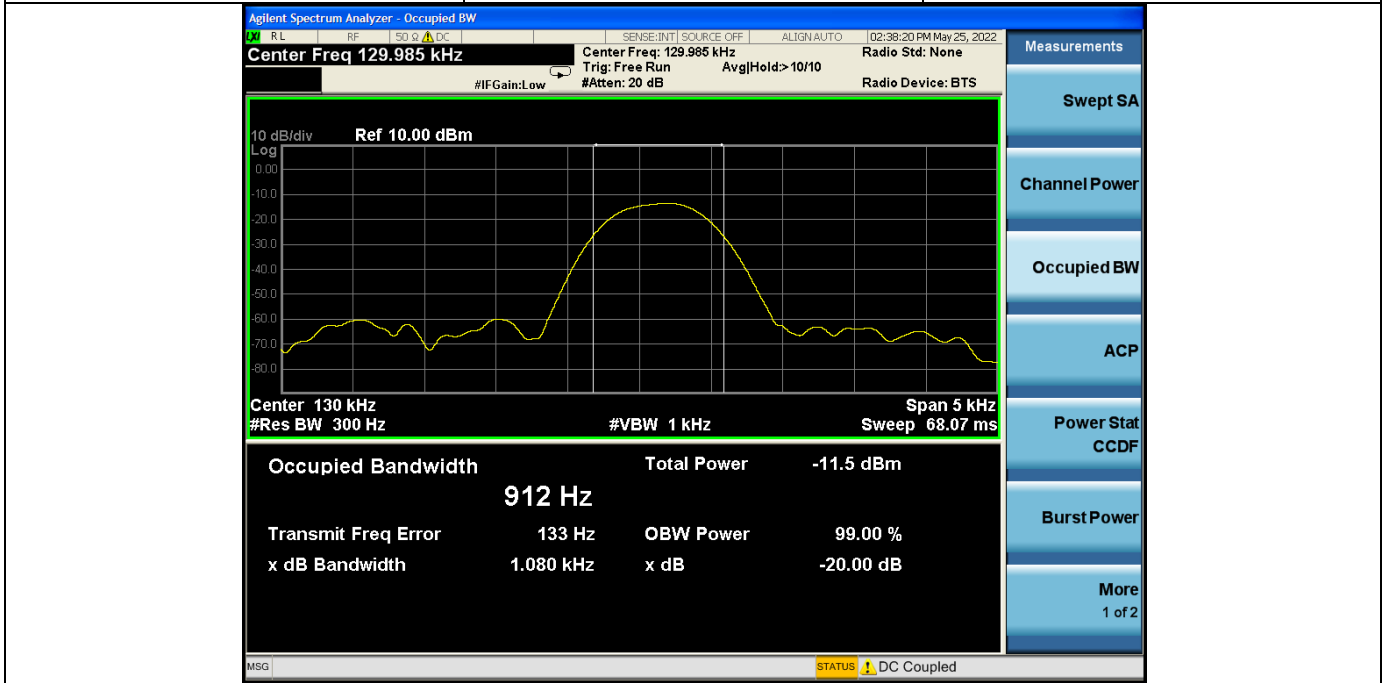 Agilent Spectrum Analyzer - Occupied BW
LXI RL RF 50 Ω DC SENSE:INT SOURCE OFF ALIGN AUTO 02:38:20 PM May 25, 2022
Center Freq 129.985 kHz
Center Freq: 129.985 kHz
Radio Std: None
Trig: Free Run
Avg|Hold:>10/10
#IFGain:Low
#Atten: 20 dB
Radio Device: BTS
10 dB/div
Ref 10.00 dBm
Log
0.00
-10.0
-20.0
-30.0
-40.0
-50.0
-60.0
-70.0
-80.0
Center 130 kHz
Span 5 kHz
#Res BW 300 Hz
#VBW 1 kHz
Sweep 68.07 ms
Occupied Bandwidth
Total Power -11.5 dBm
912 Hz
Transmit Freq Error 133 Hz
OBW Power 99.00 %
x dB Bandwidth 1.080 kHz
x dB -20.00 dB
MSG
STATUS DC Coupled
Measurements
Swept SA
Channel Power
Occupied BW
ACP
Power Stat
CCDF
Burst Power
More
1 of 2